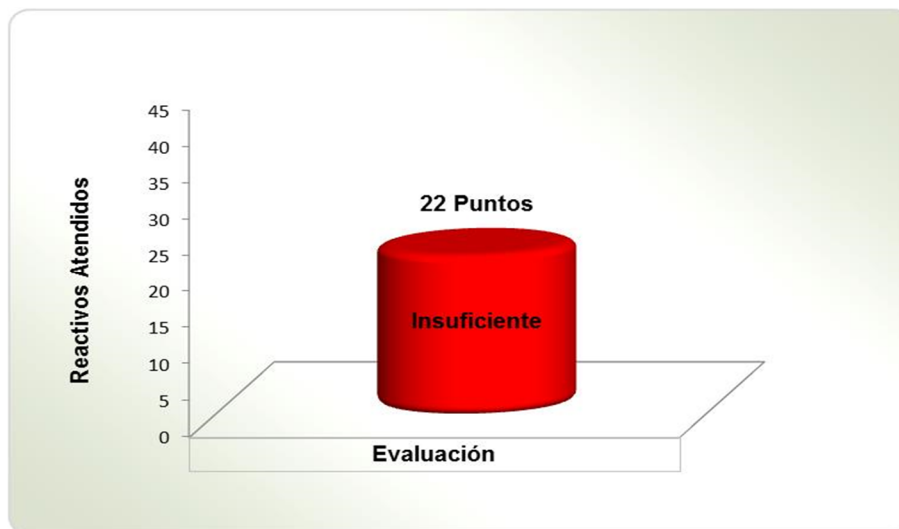 Reactivos Atendidos
45
40
35
30
25
20
15
10
5
0
22 Puntos
Insuficiente
Evaluación